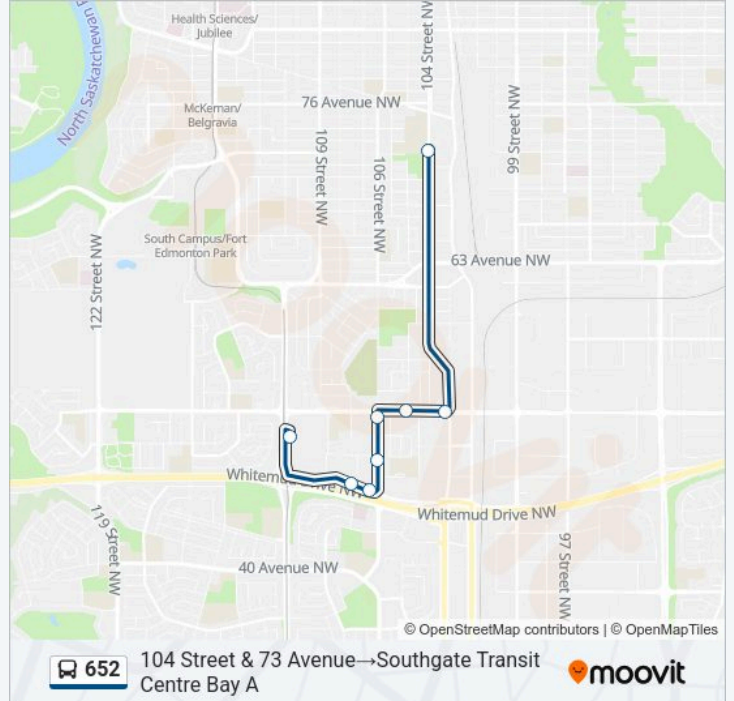 Health Sciences/
Jubilee
104 Street NW
North Saskatchewan
76 Avenue NW
McKernan/
Belgravia
109 Street NW
106 Street NW
99 Street NW
South Campus/Fort
Edmonton Park
122 Street NW
63 Avenue NW
Whitemud Drive NW
Whitemud Drive NW
119 Street NW
97 Street NW
40 Avenue NW
© OpenStreetMap contributors | © OpenMapTiles
652
104 Street & 73 Avenue→Southgate Transit
Centre Bay A
moovit